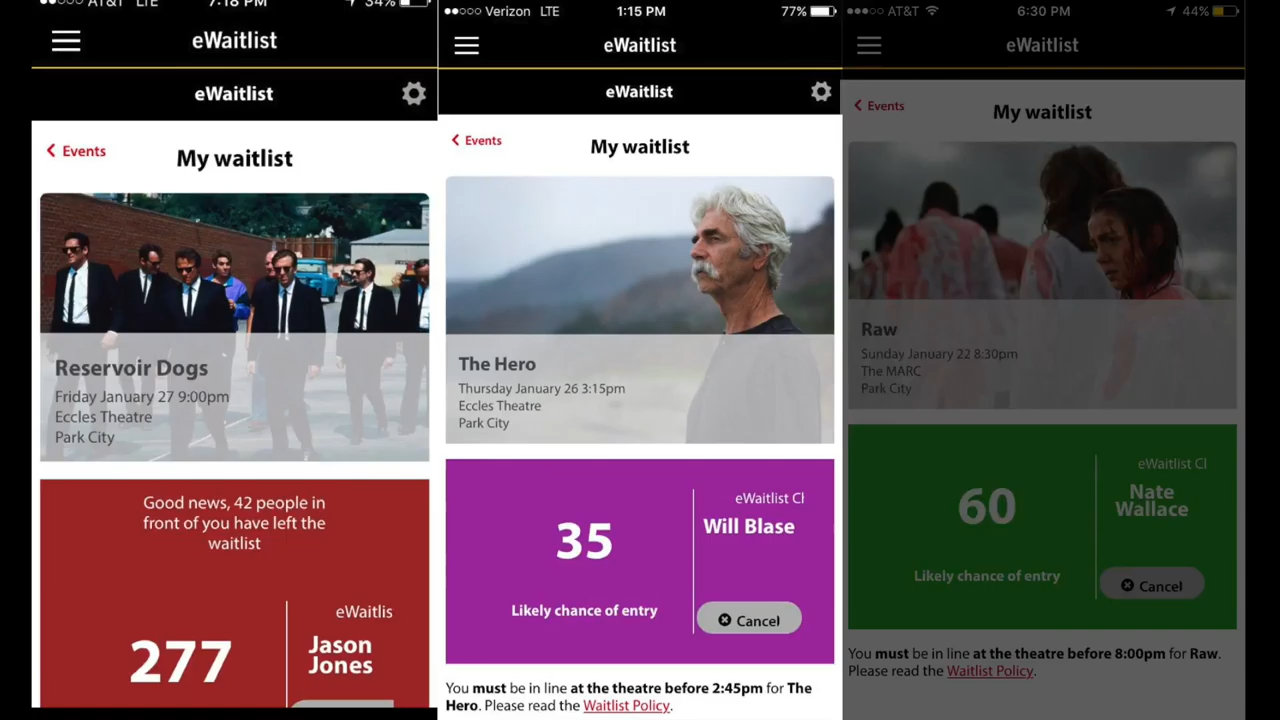 AT&T LTE 7:18 PM 34%
eWaitlist
eWaitlist
Events
My waitlist
Reservoir Dogs
Friday January 27 9:00pm
Eccles Theatre
Park City
Good news, 42 people in
front of you have left the
waitlist
277
eWaitlis
Jason
Jones
Verizon LTE 1:15 PM 77%
eWaitlist
eWaitlist
Events
My waitlist
The Hero
Thursday January 26 3:15pm
Eccles Theatre
Park City
35
Likely chance of entry
eWaitlist Cl
Will Blase
Cancel
You must be in line at the theatre before 2:45pm for The
Hero. Please read the Waitlist Policy.
AT&T 6:30 PM 44%
eWaitlist
Events
My waitlist
Raw
Sunday January 22 8:30pm
The MARC
Park City
60
Likely chance of entry
eWaitlist Cl
Nate
Wallace
Cancel
You must be in line at the theatre before 8:00pm for Raw.
Please read the Waitlist Policy.